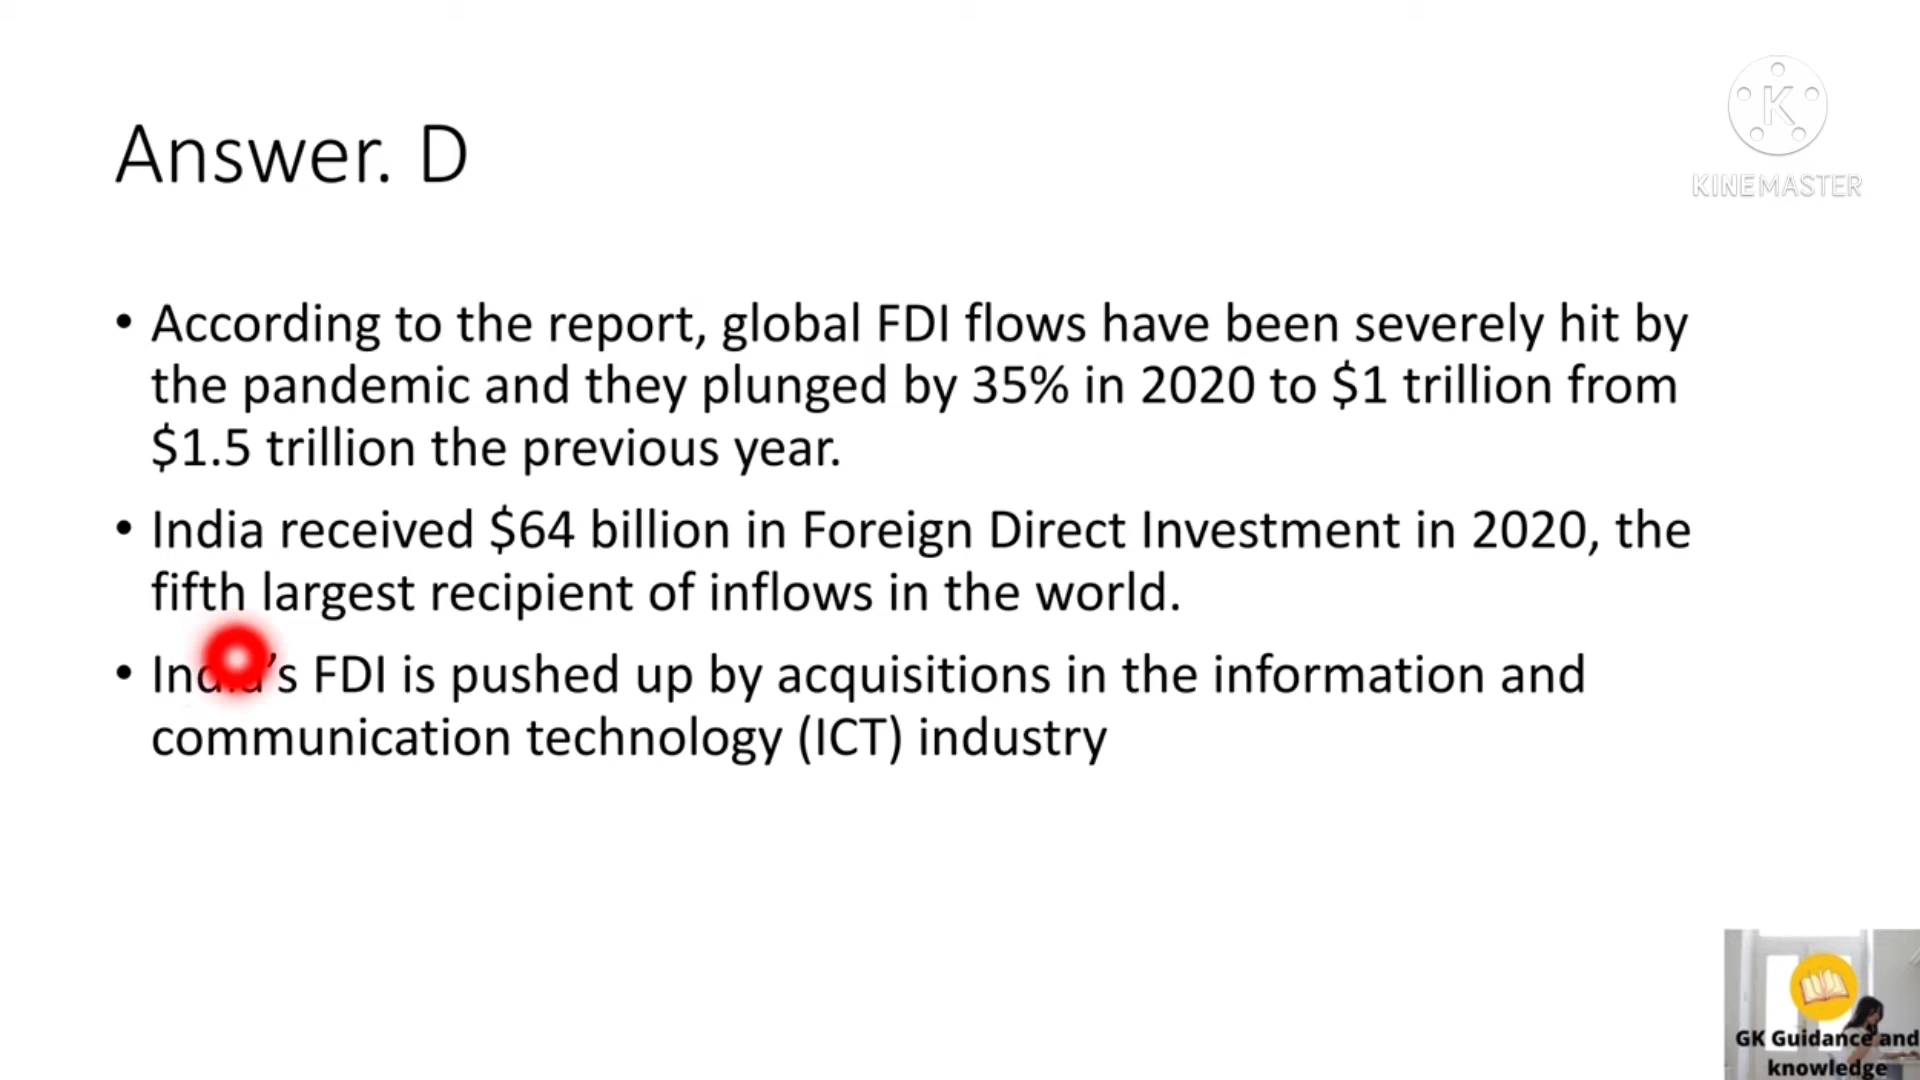 Answer. D
K
KINEMASTER
• According to the report, global FDI flows have been severely hit by
the pandemic and they plunged by 35% in 2020 to $1 trillion from
$1.5 trillion the previous year.
• India received $64 billion in Foreign Direct Investment in 2020, the
fifth largest recipient of inflows in the world.
• India's FDI is pushed up by acquisitions in the information and
communication technology (ICT) industry
GK Guidance and
knowledge